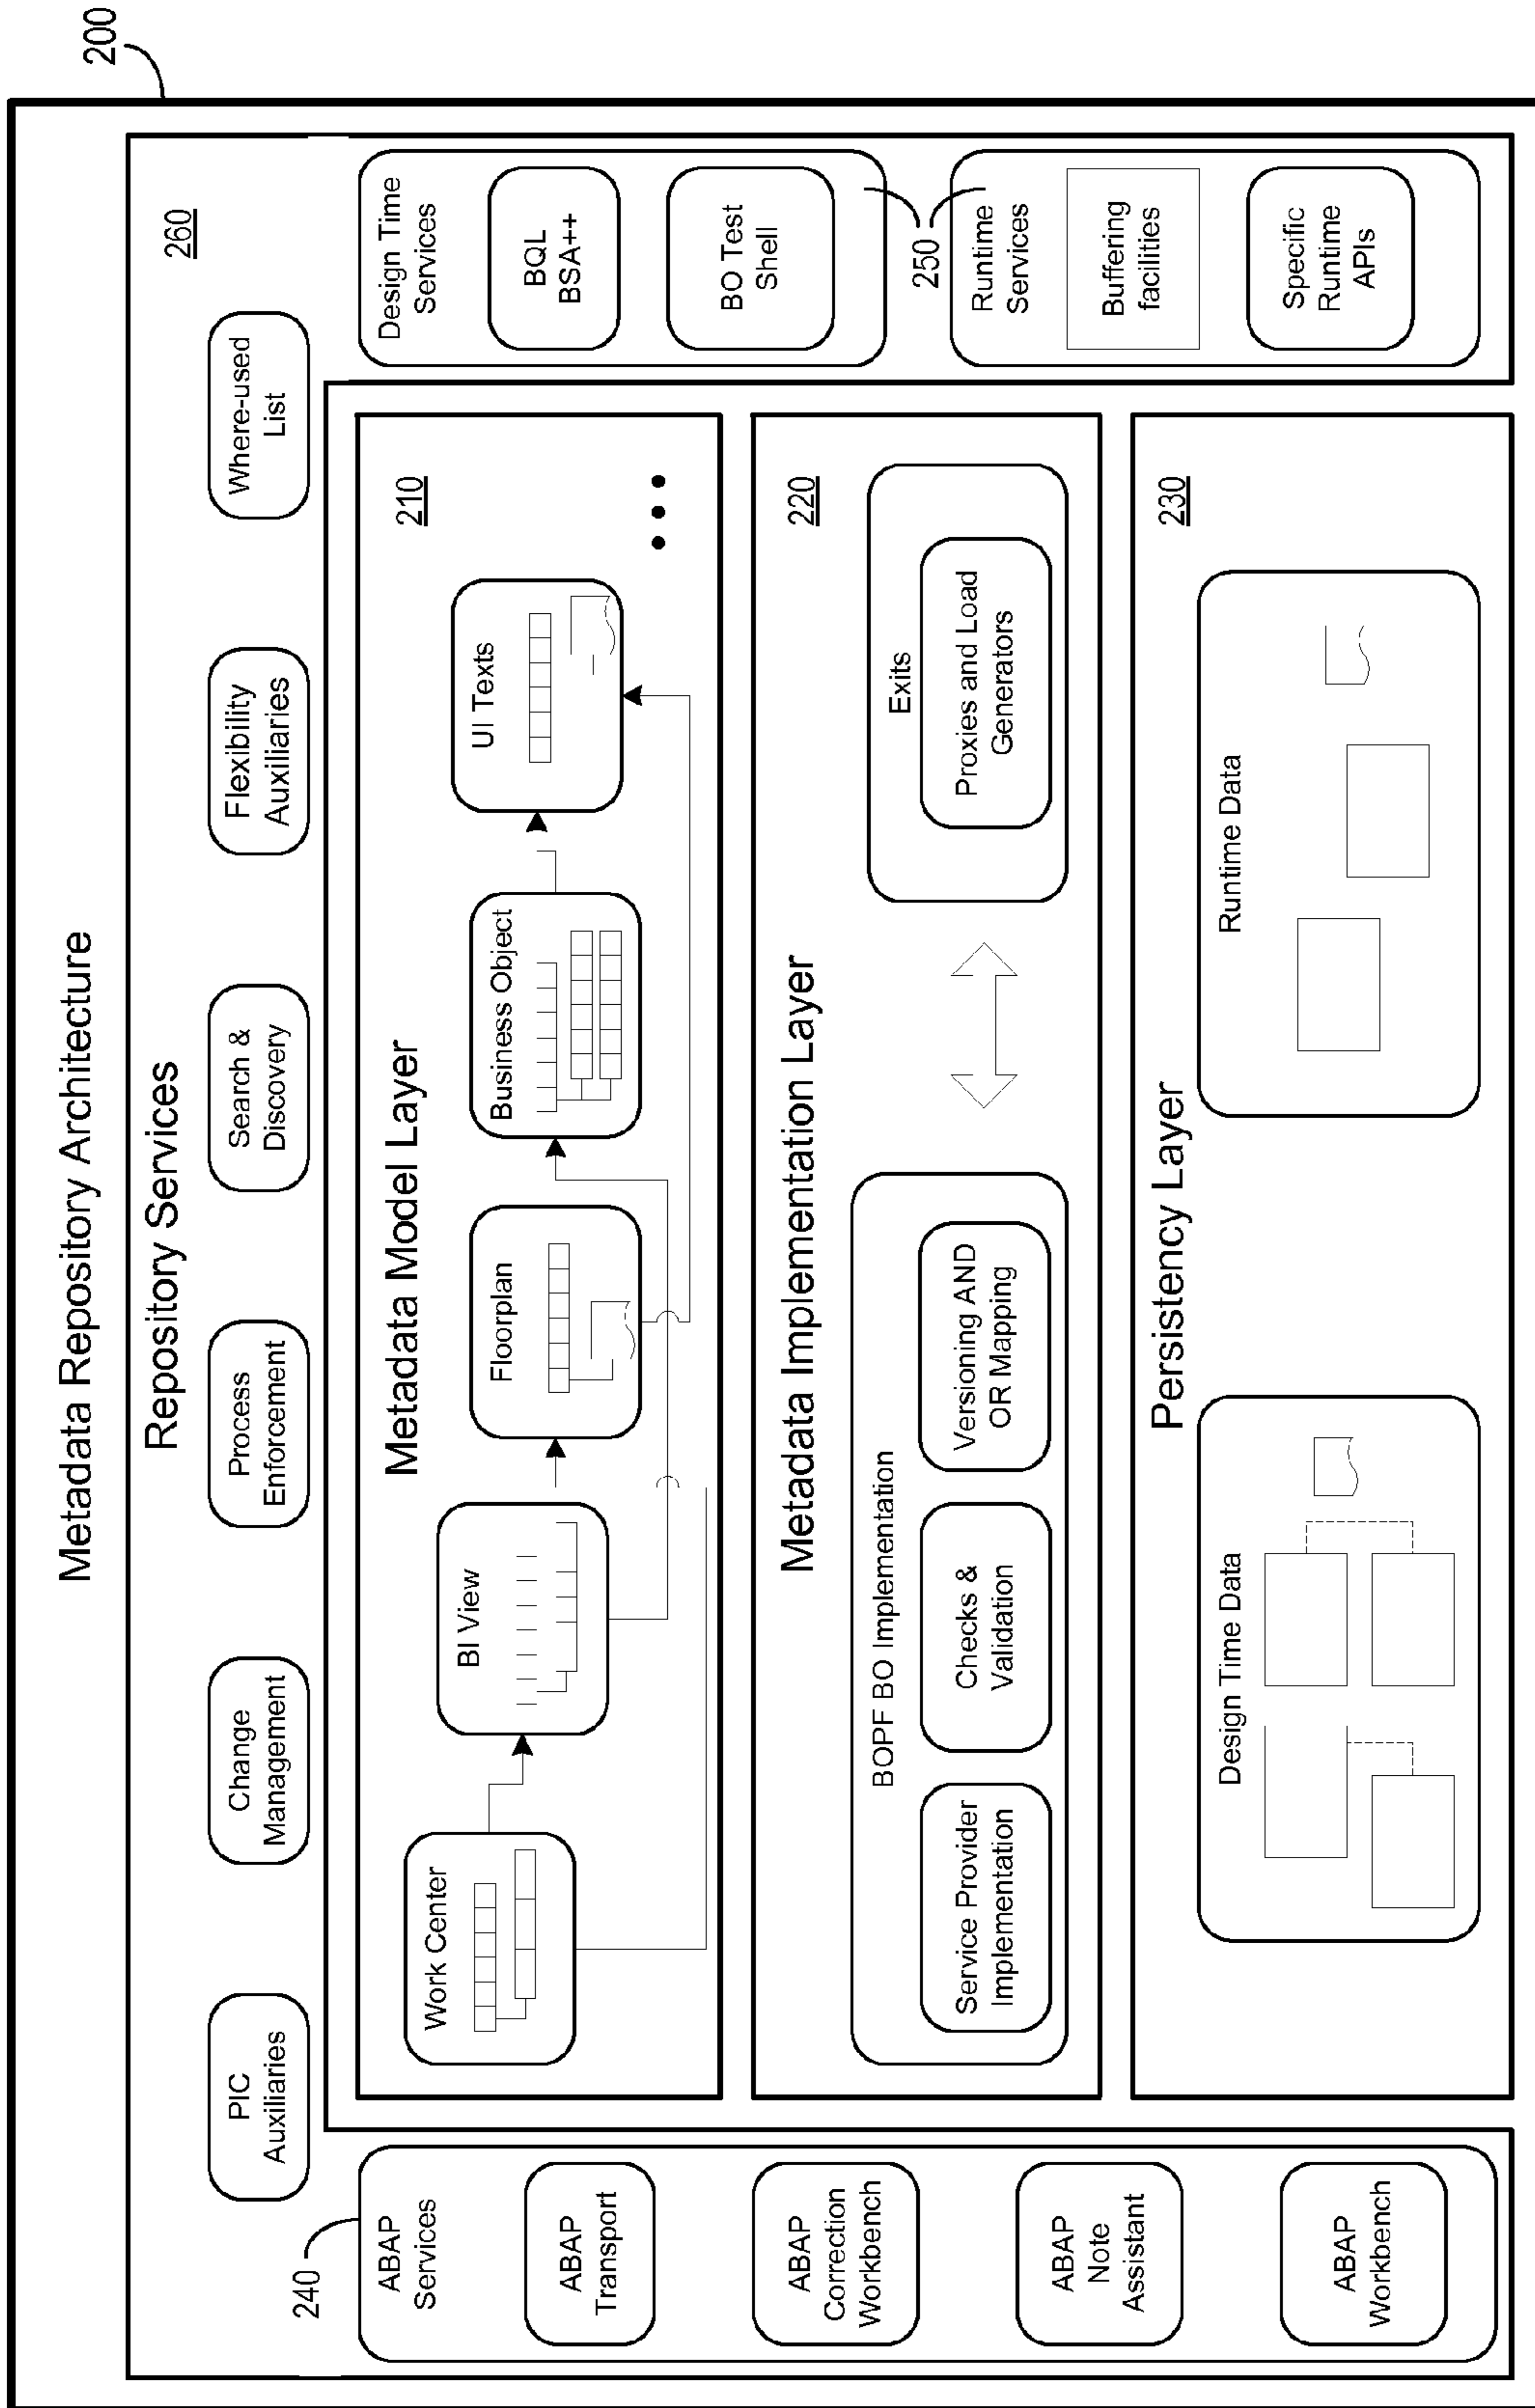 Metadata Repository Architecture
200
Repository Services
260
PIC
Auxiliaries
Change
Management
Process
Enforcement
Search &
Discovery
Flexibility
Auxiliaries
Where-used
List
240
ABAP
Services
ABAP
Transport
ABAP
Correction
Workbench
ABAP
Note
Assistant
ABAP
Workbench
Metadata Model Layer
210
Work Center
BI View
Floorplan
Business Object
UI Texts
Metadata Implementation Layer
220
BOPF BO Implementation
Service Provider
Implementation
Checks &
Validation
Versioning AND
OR Mapping
Exits
Proxies and Load
Generators
Persistency Layer
230
Design Time Data
Runtime Data
Design Time
Services
BQL
BSA++
BO Test
Shell
250
Runtime
Services
Buffering
facilities
Specific
Runtime
APIs